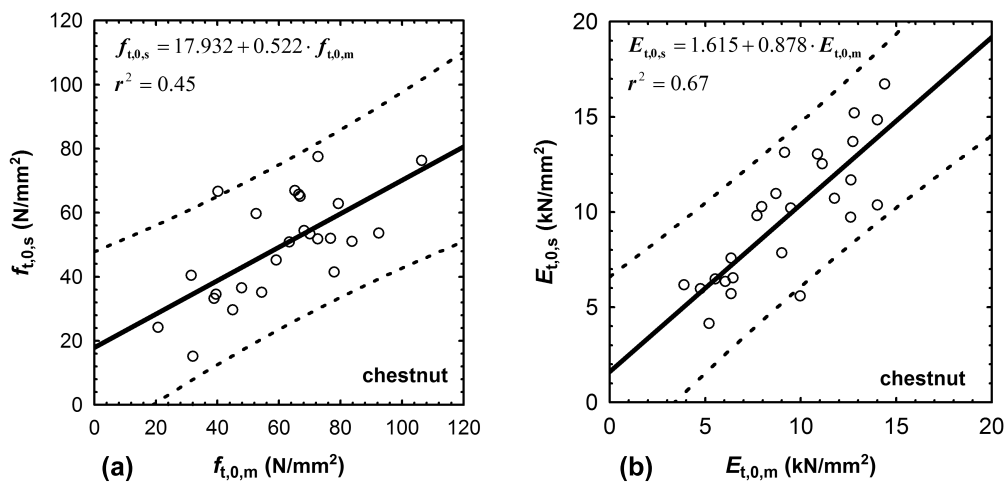 120
100
80
60
40
20
0
f_t,0,s (N/mm²)
f_t,0,s = 17.932 + 0.522 · f_t,0,m
r² = 0.45
chestnut
0 20 40 60 80 100 120
(a) f_t,0,m (N/mm²)
20
15
10
5
0
E_t,0,s (kN/mm²)
E_t,0,s = 1.615 + 0.878 · E_t,0,m
r² = 0.67
chestnut
0 5 10 15 20
(b) E_t,0,m (kN/mm²)